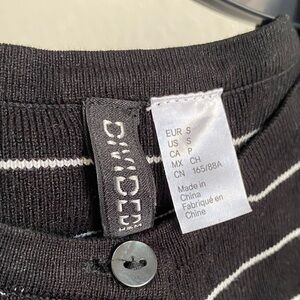 DIVIDED
H&M
EUR S
US S
CA P
MX CH
CN 165/88A
Made in
China
Fabriqué en
Chine